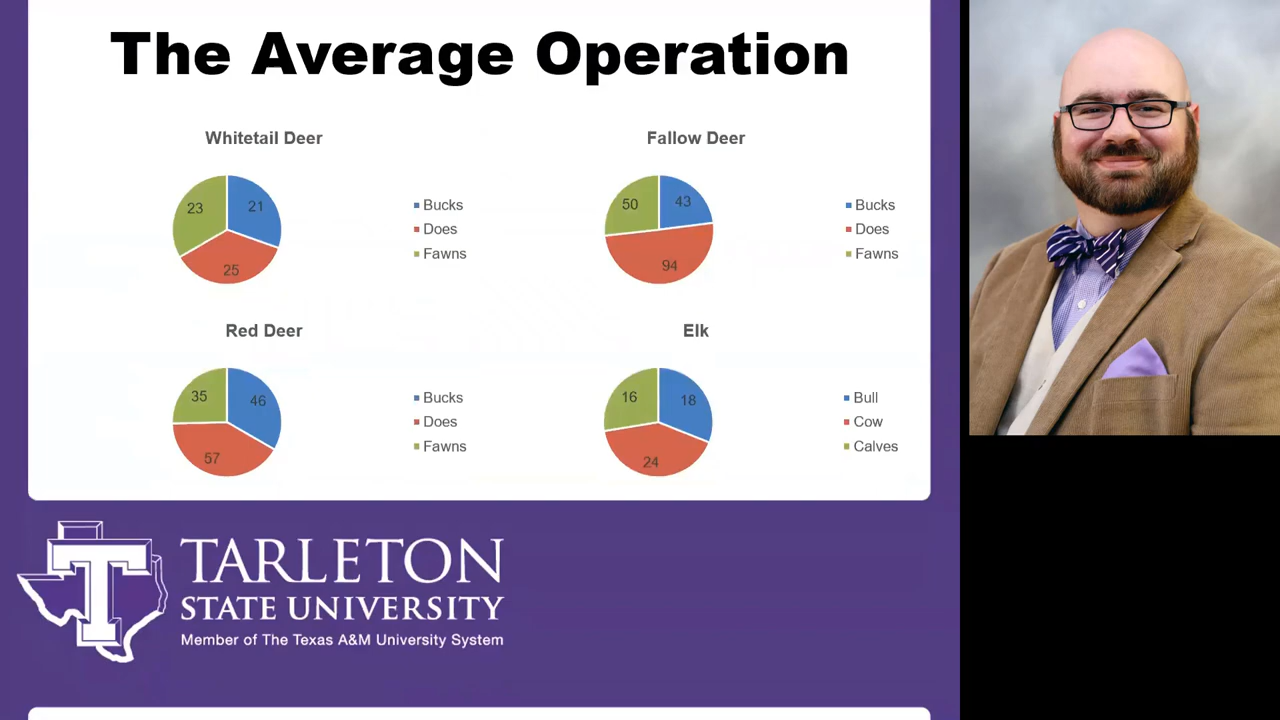 The Average Operation
Whitetail Deer
23
21
25
Bucks
Does
Fawns
Fallow Deer
50
43
94
Bucks
Does
Fawns
Red Deer
35
46
57
Bucks
Does
Fawns
Elk
16
18
24
Bull
Cow
Calves
T
TARLETON
STATE UNIVERSITY
Member of The Texas A&M University System